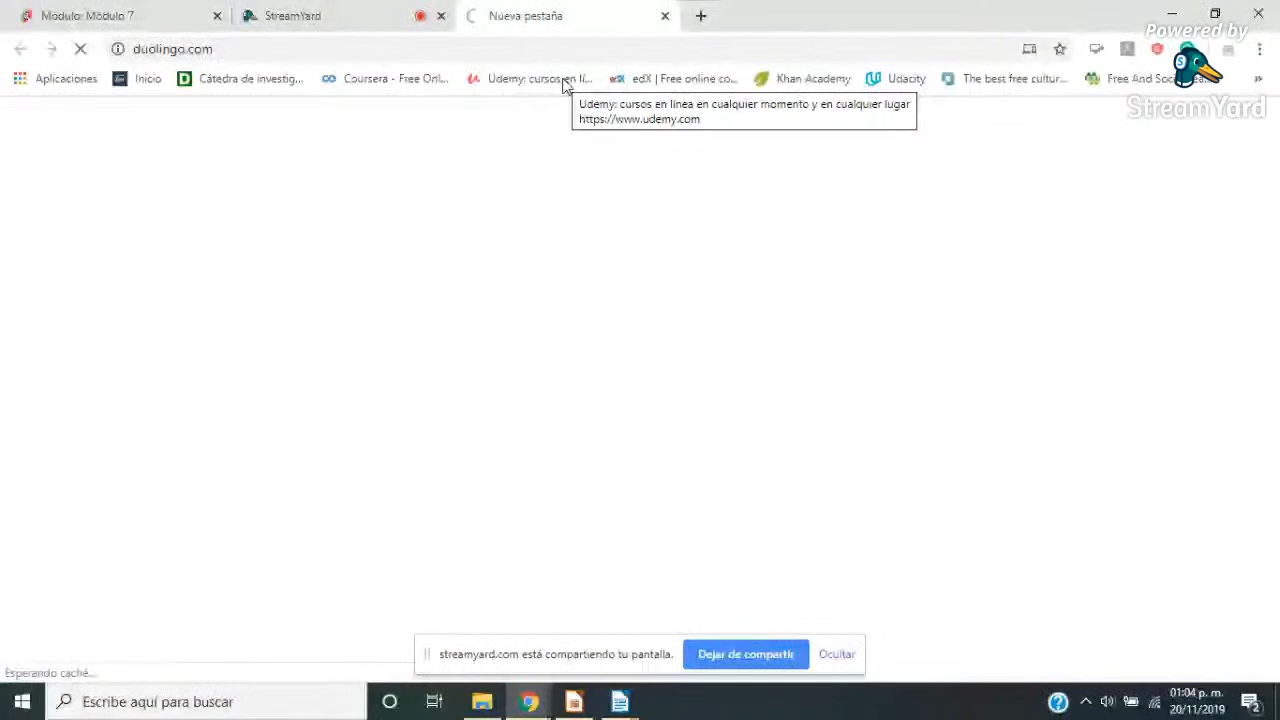 Módulo: Módulo 7
StreamYard
Nueva pestaña
Powered by
duolingo.com
StreamYard
Aplicaciones
Inicio
Cátedra de investig...
Coursera - Free Onl...
Udemy: cursos en lí...
edX | Free online co...
Khan Academy
Udacity
The best free cultur...
Free And
Udemy: cursos en línea en cualquier momento y en cualquier lugar
https://www.udemy.com
streamyard.com está compartiendo tu pantalla.
Dejar de compartir
Ocultar
Esperando caché...
Escribe aquí para buscar
01:04 p. m.
20/11/2019
2